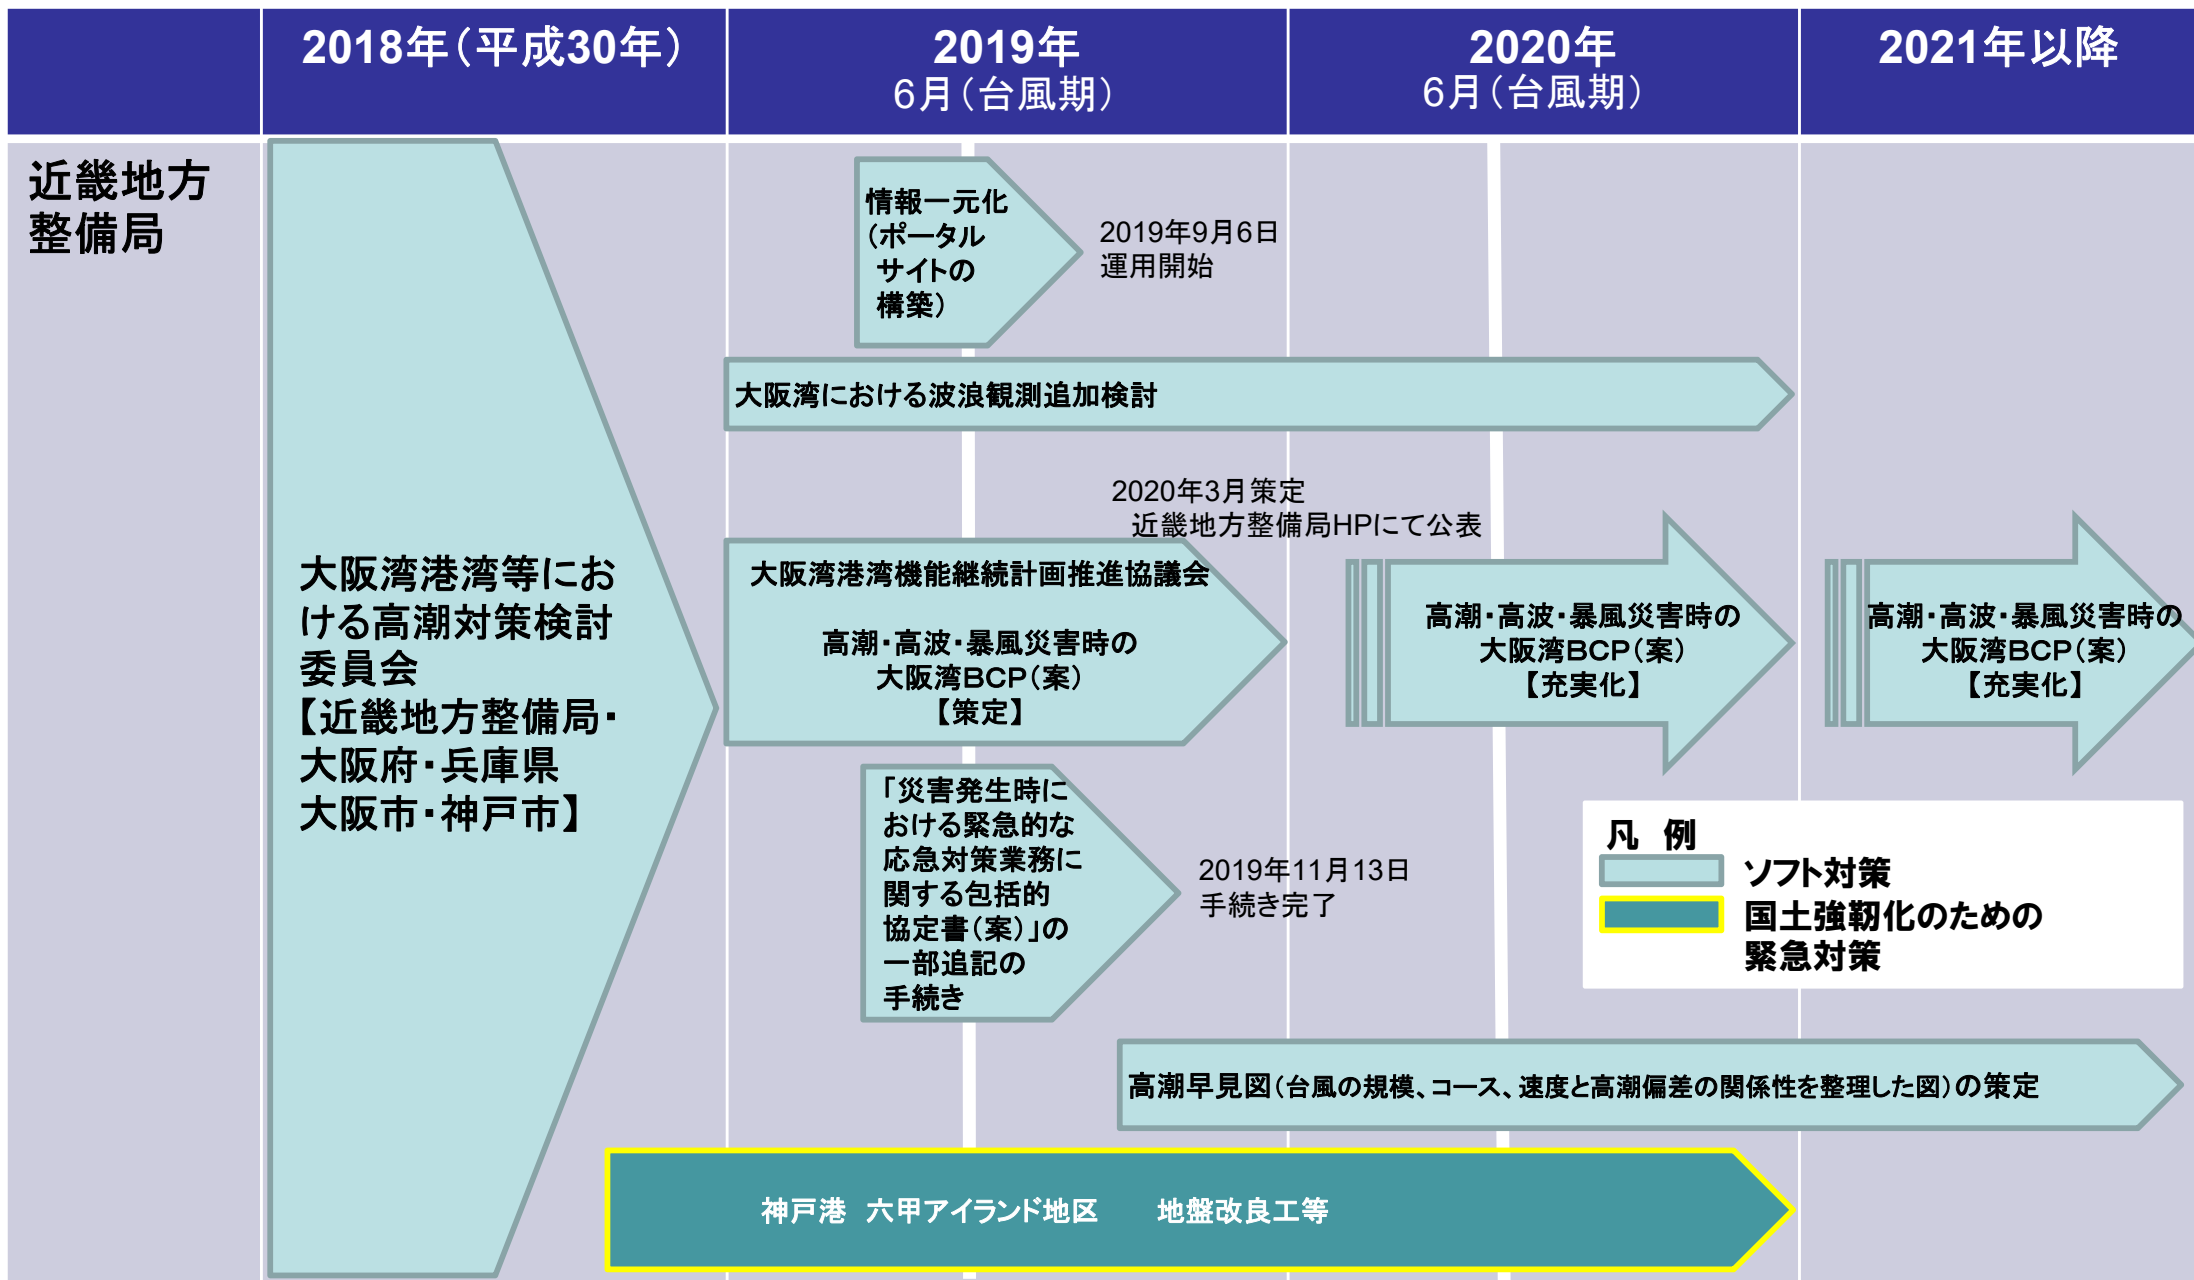 2018年(平成30年)
2019年
6月(台風期)
2020年
6月(台風期)
2021年以降
近畿地方
整備局
大阪湾港湾等にお
ける高潮対策検討
委員会
【近畿地方整備局・
大阪府・兵庫県
大阪市・神戸市】
情報一元化
(ポータル
サイトの
構築)
2019年9月6日
運用開始
大阪湾における波浪観測追加検討
2020年3月策定
近畿地方整備局HPにて公表
大阪湾港湾機能継続計画推進協議会
高潮・高波・暴風災害時の
大阪湾BCP(案)
【策定】
高潮・高波・暴風災害時の
大阪湾BCP(案)
【充実化】
高潮・高波・暴風災害時の
大阪湾BCP(案)
【充実化】
「災害発生時に
おける緊急的な
応急対策業務に
関する包括的
協定書(案)」の
一部追記の
手続き
2019年11月13日
手続き完了
凡 例
ソフト対策
国土強靭化のための
緊急対策
高潮早見図(台風の規模、コース、速度と高潮偏差の関係性を整理した図)の策定
神戸港 六甲アイランド地区 地盤改良工等